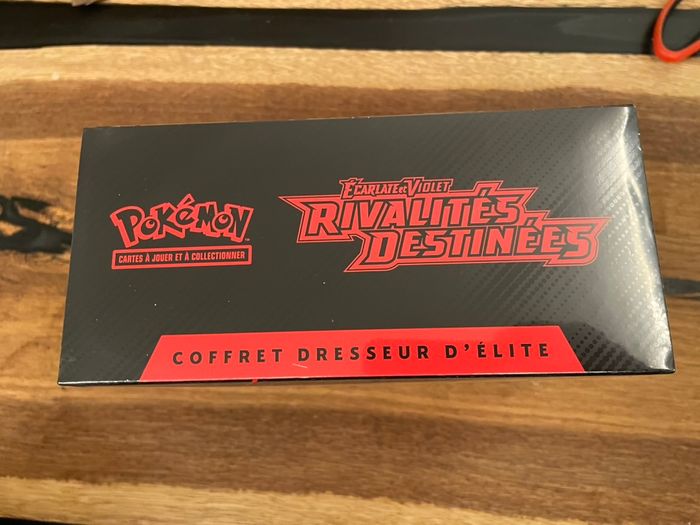 Pokémon
CARTES À JOUER ET À COLLECTIONNER
ÉCARLATE et VIOLET
RIVALITÉS
DESTINÉES
COFFRET DRESSEUR D'ÉLITE